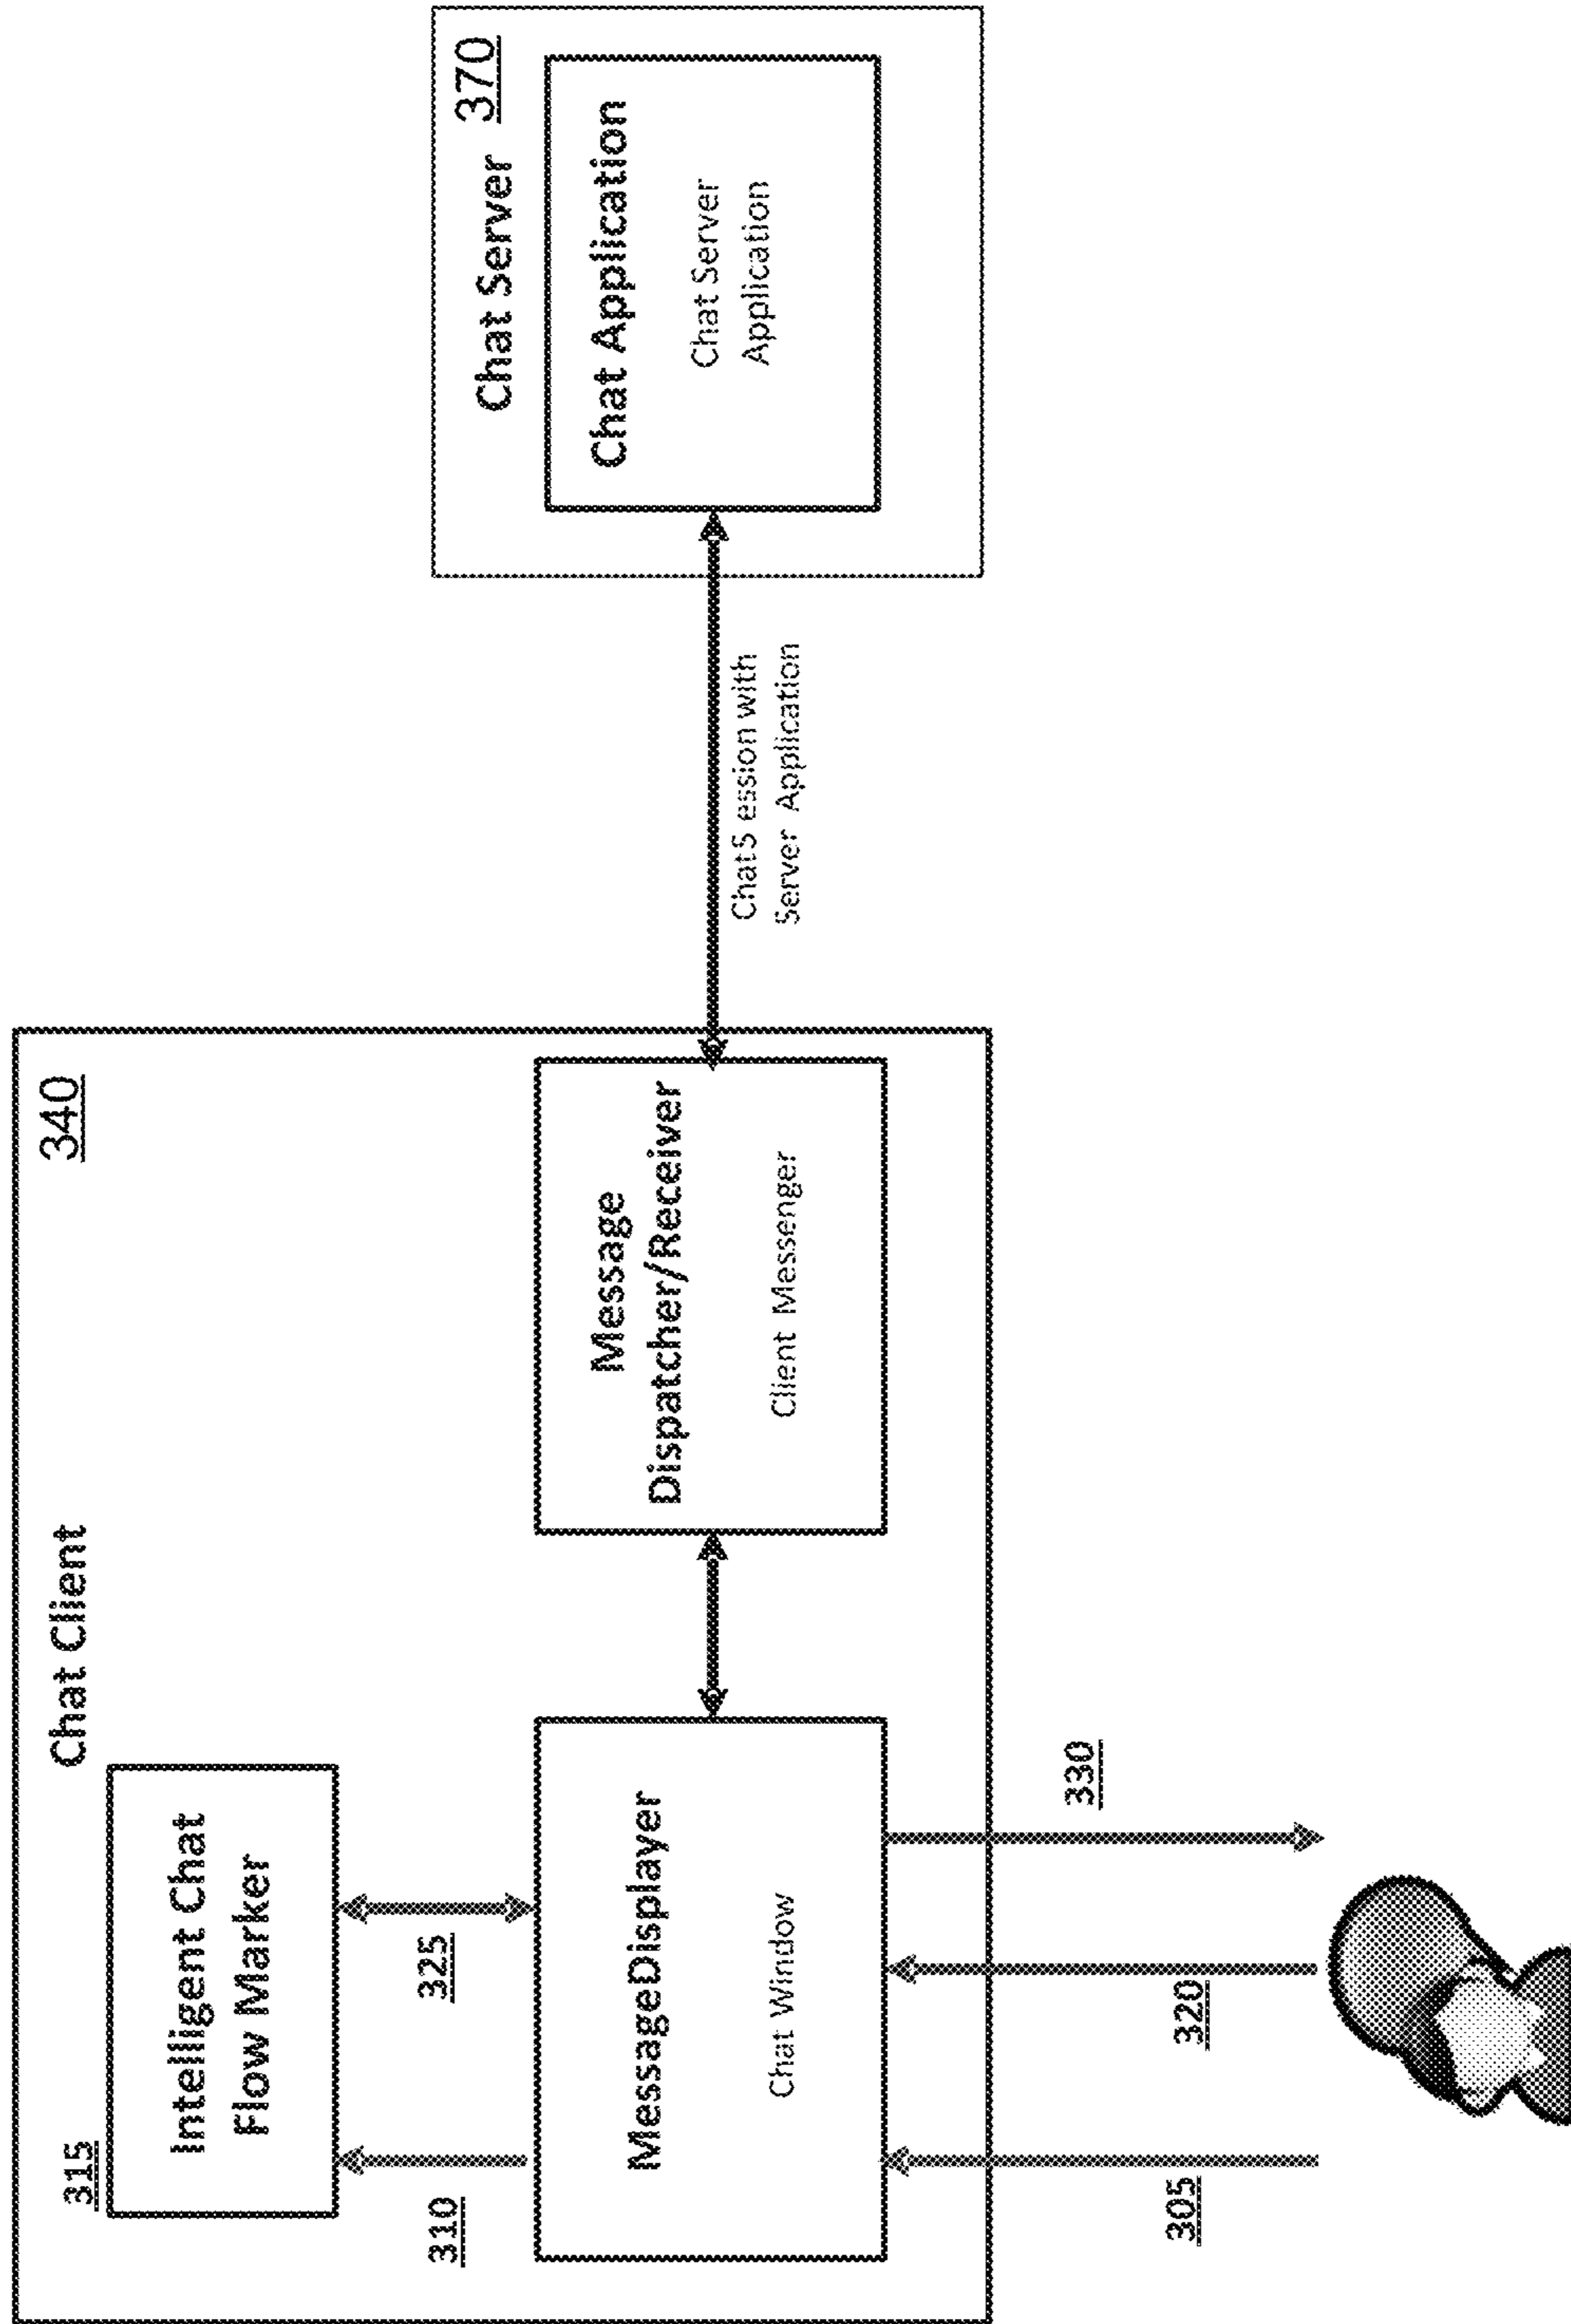 Chat Client
340
315
Intelligent Chat
Flow Marker
310
325
MessageDisplayer
Chat Window
Message
Dispatcher/Receiver
Client Messenger
305
320
330
ChatS ession with
Server Application
Chat Server
370
Chat Application
Chat Server
Application